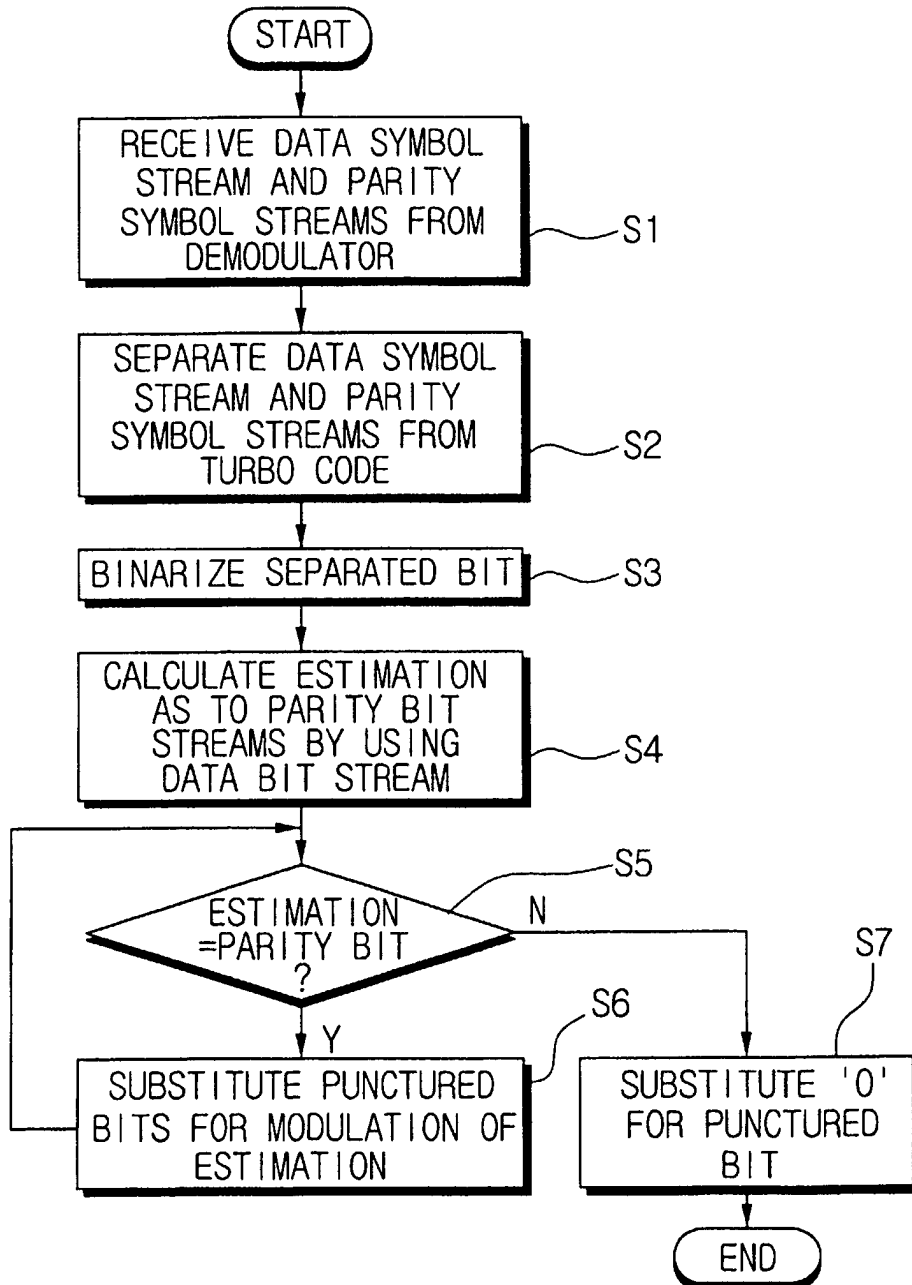 START
RECEIVE DATA SYMBOL
STREAM AND PARITY
SYMBOL STREAMS FROM
DEMODULATOR
S1
SEPARATE DATA SYMBOL
STREAM AND PARITY
SYMBOL STREAMS FROM
TURBO CODE
S2
BINARIZE SEPARATED BIT
S3
CALCULATE ESTIMATION
AS TO PARITY BIT
STREAMS BY USING
DATA BIT STREAM
S4
S5
ESTIMATION
=PARITY BIT
?
N
Y
S6
SUBSTITUTE PUNCTURED
BITS FOR MODULATION OF
ESTIMATION
S7
SUBSTITUTE '0'
FOR PUNCTURED
BIT
END